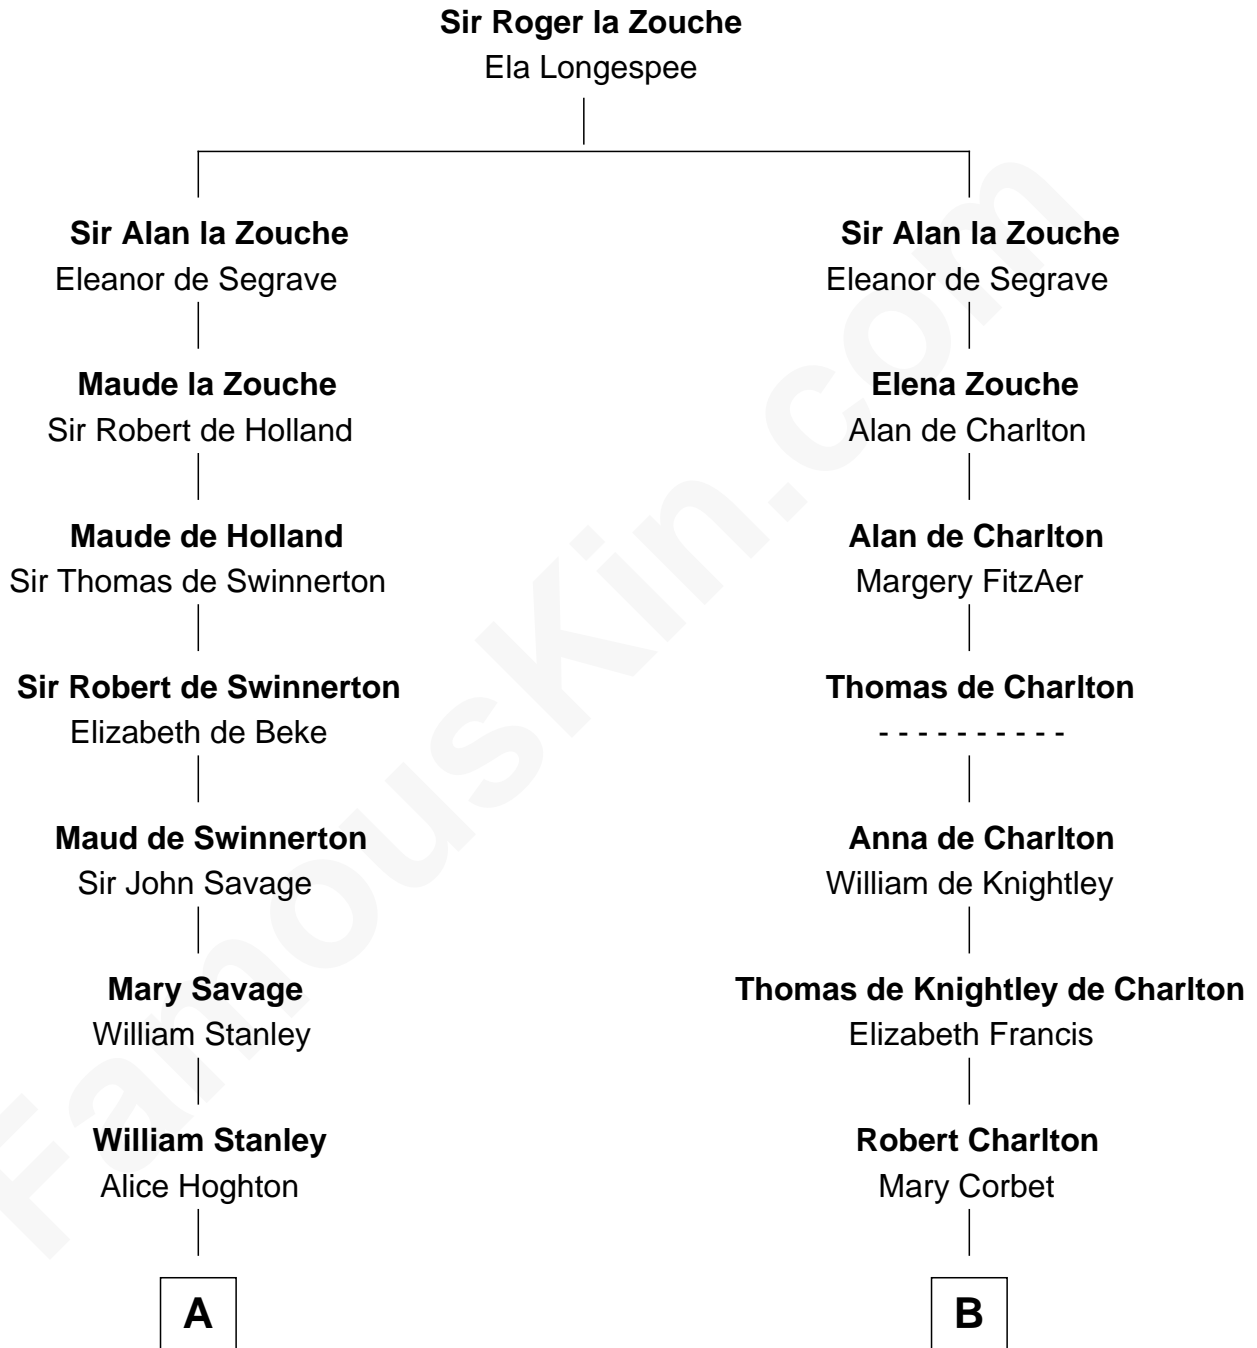 Sir Roger la Zouche
Ela Longespee
Sir Alan la Zouche
Eleanor de Segrave
Sir Alan la Zouche
Eleanor de Segrave
Maude la Zouche
Sir Robert de Holland
Elena Zouche
Alan de Charlton
Maude de Holland
Sir Thomas de Swinnerton
Alan de Charlton
Margery FitzAer
Sir Robert de Swinnerton
Elizabeth de Beke
Thomas de Charlton
- - - - - - - - - -
Maud de Swinnerton
Sir John Savage
Anna de Charlton
William de Knightley
Mary Savage
William Stanley
Thomas de Knightley de Charlton
Elizabeth Francis
William Stanley
Alice Hoghton
Robert Charlton
Mary Corbet
A
B
FamousKin.com